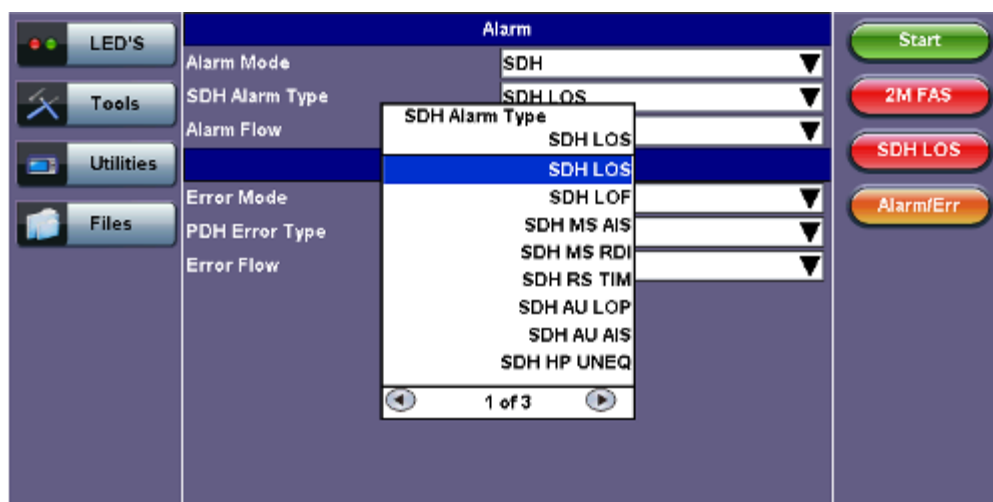 LED'S
Tools
Utilities
Files
Alarm
Alarm Mode SDH
SDH Alarm Type SDH LOS
Alarm Flow
Error Mode
PDH Error Type
Error Flow
SDH Alarm Type
SDH LOS
SDH LOS
SDH LOF
SDH MS AIS
SDH MS RDI
SDH RS TIM
SDH AU LOP
SDH AU AIS
SDH HP UNEQ
1 of 3
Start
2M FAS
SDH LOS
Alarm/Err